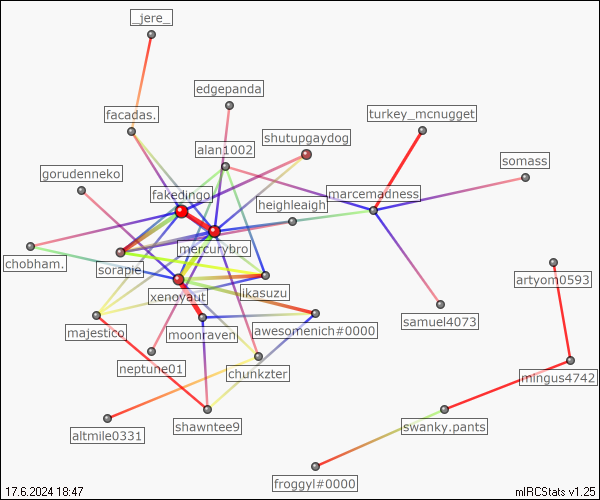 _jere_
edgepanda
facadas.
turkey_mcnugget
shutupgaydog
alan1002
somass
gorudenneko
fakedingo
marcemadness
heighleaigh
mercurybro
chobham.
sorapie
artyom0593
xenoyaut
ikasuzu
samuel4073
majestico
moonraven
awesomenich#0000
neptune01
chunkzter
mingus4742
altmile0331
shawntee9
swanky.pants
froggyl#0000
17.6.2024 18:47
mIRCStats v1.25